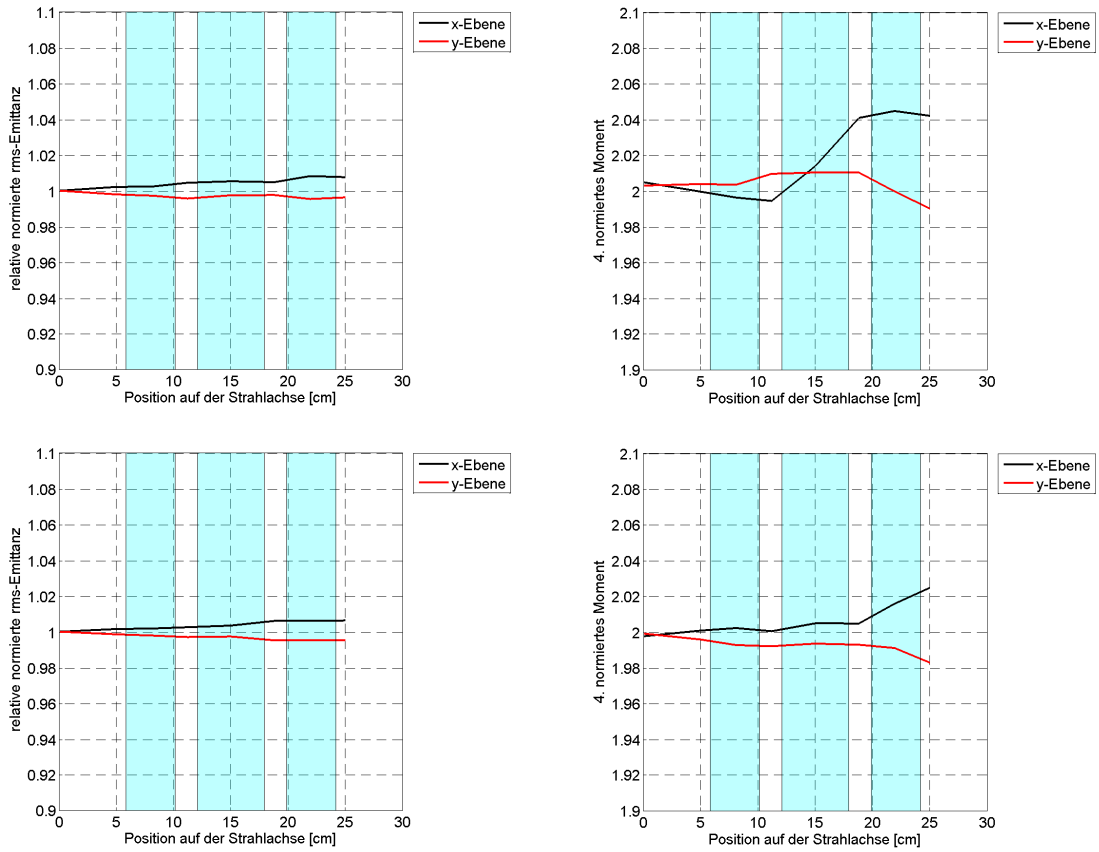 1.1
1.08
1.06
1.04
1.02
1
0.98
0.96
0.94
0.92
0.9
0 5 10 15 20 25 30
relative normierte rms-Emittanz
Position auf der Strahlachse [cm]
x-Ebene
y-Ebene
2.1
2.08
2.06
2.04
2.02
2
1.98
1.96
1.94
1.92
1.9
0 5 10 15 20 25 30
4. normiertes Moment
Position auf der Strahlachse [cm]
x-Ebene
y-Ebene
1.1
1.08
1.06
1.04
1.02
1
0.98
0.96
0.94
0.92
0.9
0 5 10 15 20 25 30
relative normierte rms-Emittanz
Position auf der Strahlachse [cm]
x-Ebene
y-Ebene
2.1
2.08
2.06
2.04
2.02
2
1.98
1.96
1.94
1.92
1.9
0 5 10 15 20 25 30
4. normiertes Moment
Position auf der Strahlachse [cm]
x-Ebene
y-Ebene